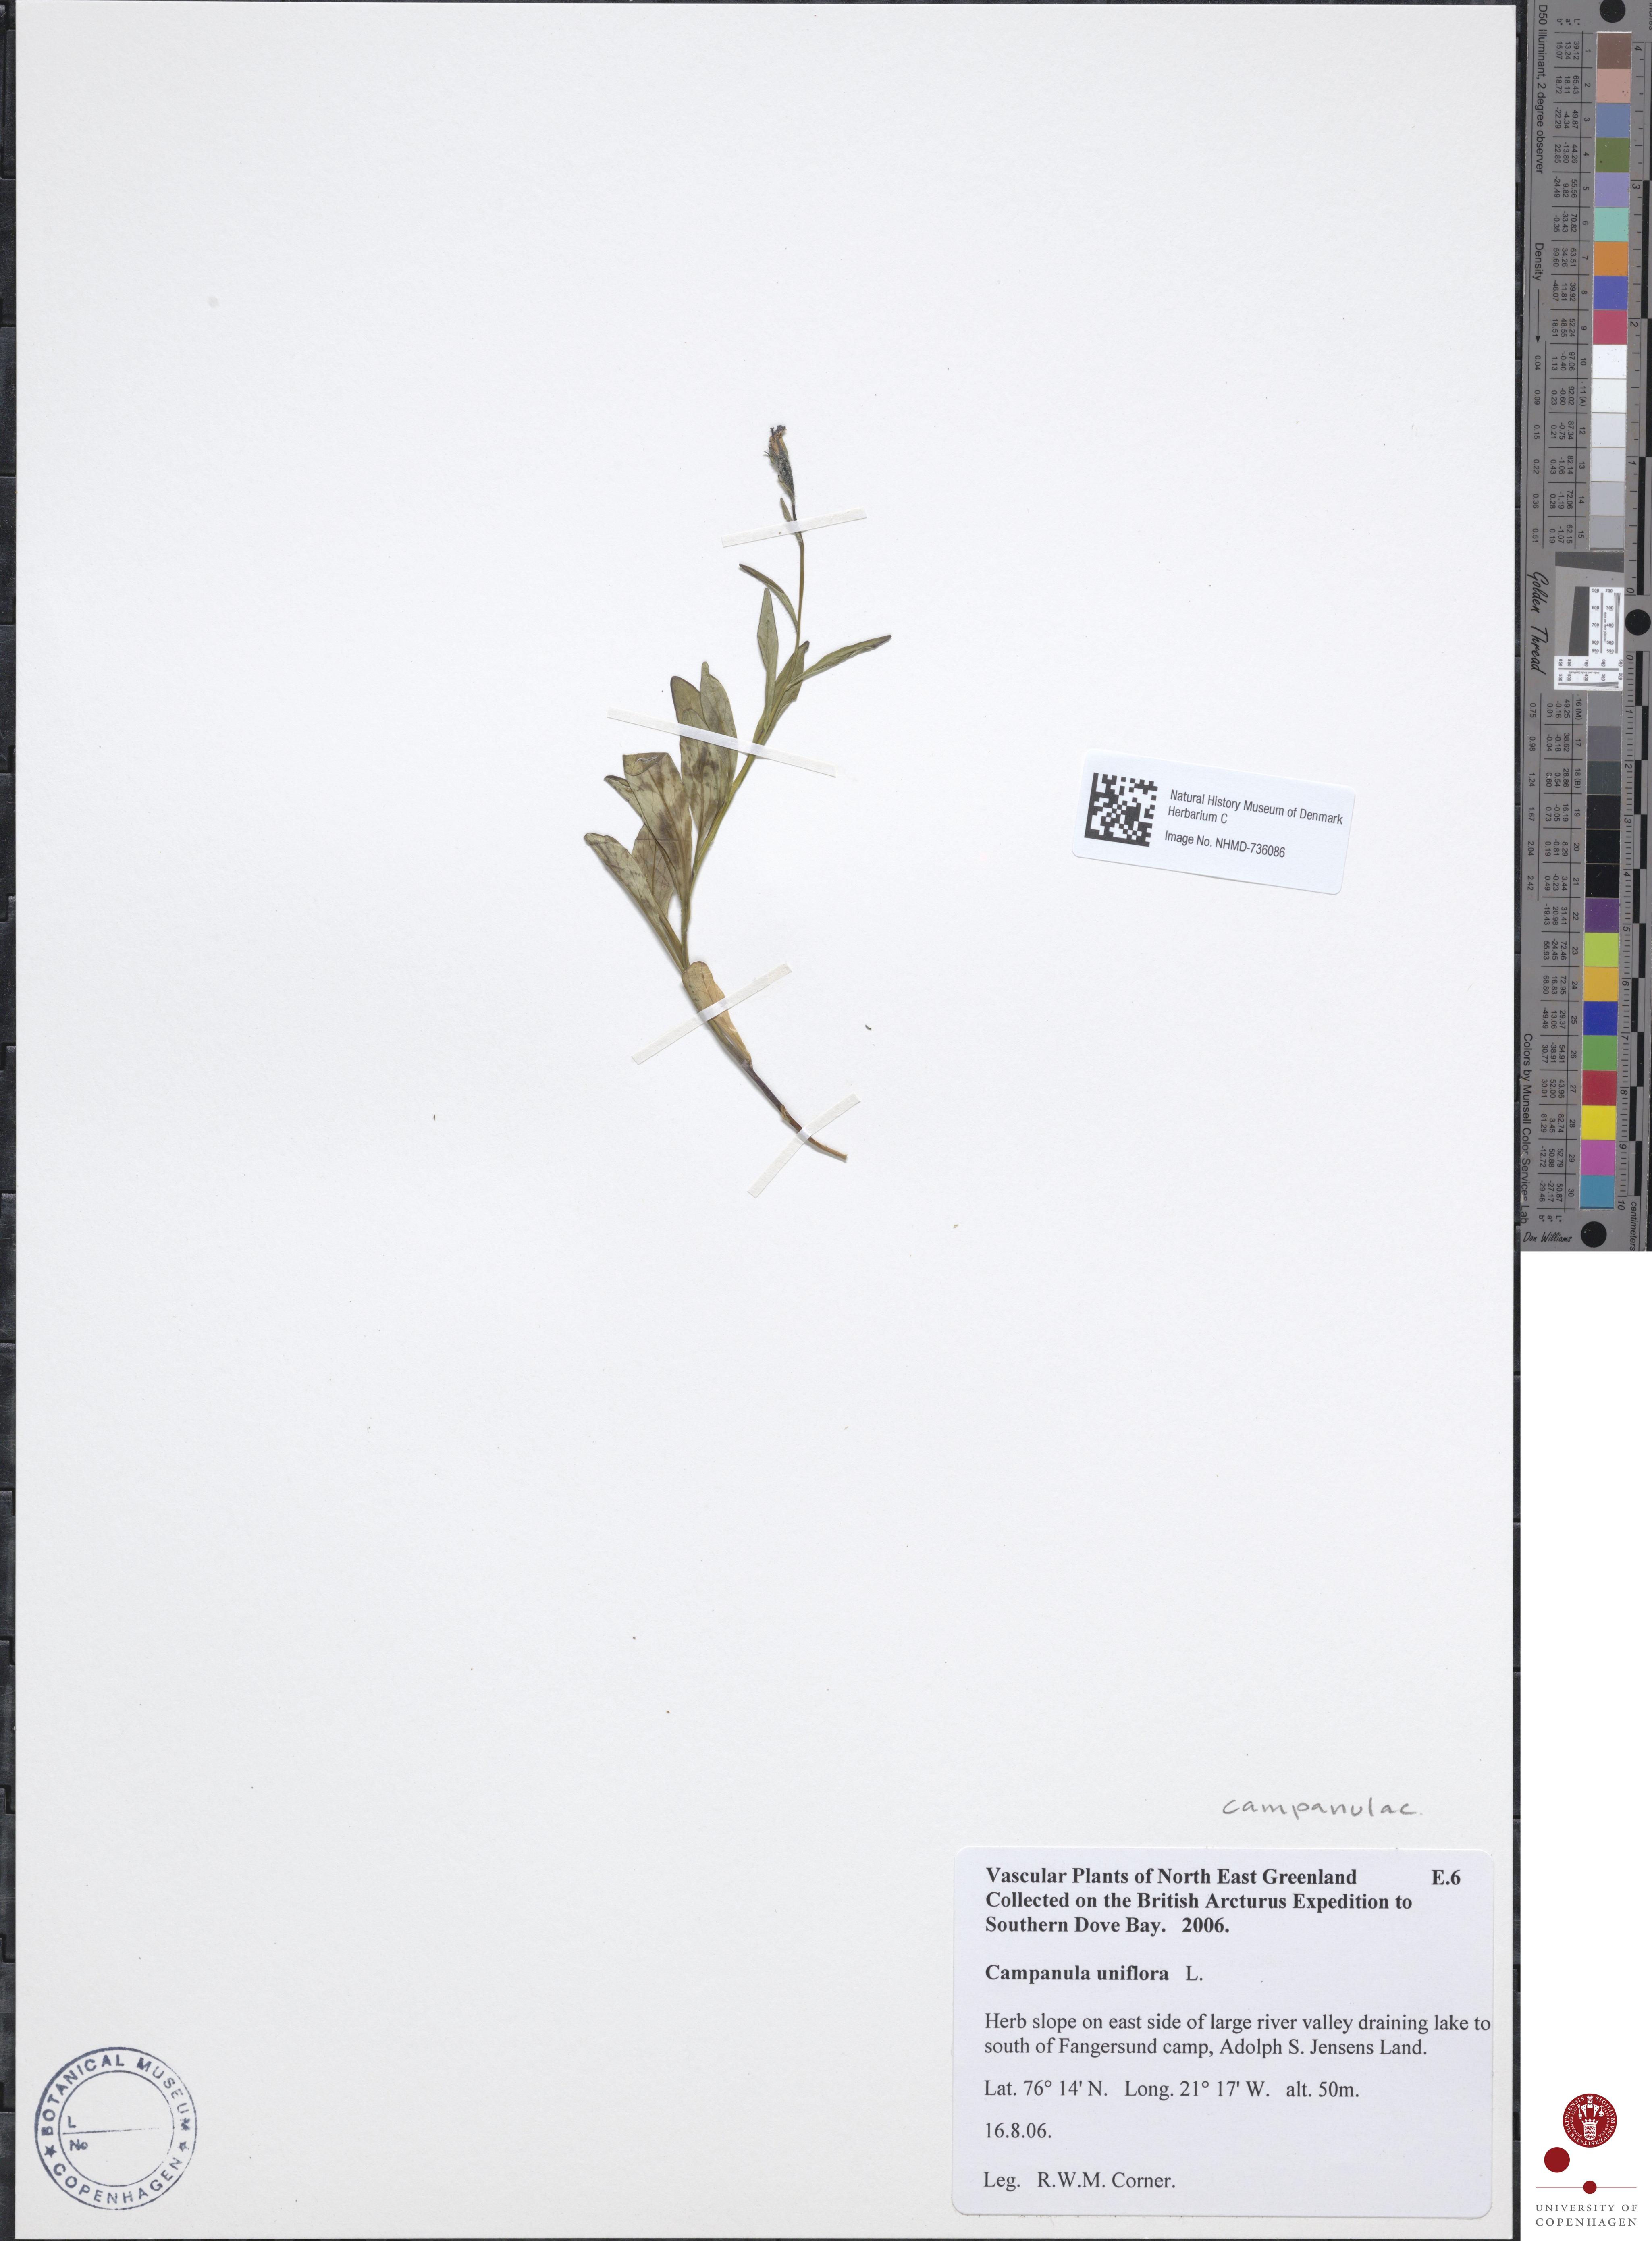 Natural History Museum of Denmark
Herbarium C
Image No. NHMD-736086
campanulac.
Vascular Plants of North East Greenland E.6
Collected on the British Arcturus Expedition to
Southern Dove Bay. 2006.
Campanula uniflora L.
Herb slope on east side of large river valley draining lake to
south of Fangersund camp, Adolph S. Jensens Land.
Lat. 76° 14' N. Long. 21° 17' W. alt. 50m.
16.8.06.
Leg. R.W.M. Corner.
BOTANICAL MUSEUM
L
No
COPENHAGEN
D50 Illuminant, 2 degree observer
Density
Golden Thread
Colors by Munsell Color Services Lab
Don Williams
centimeters
UNIVERSITY OF
COPENHAGEN